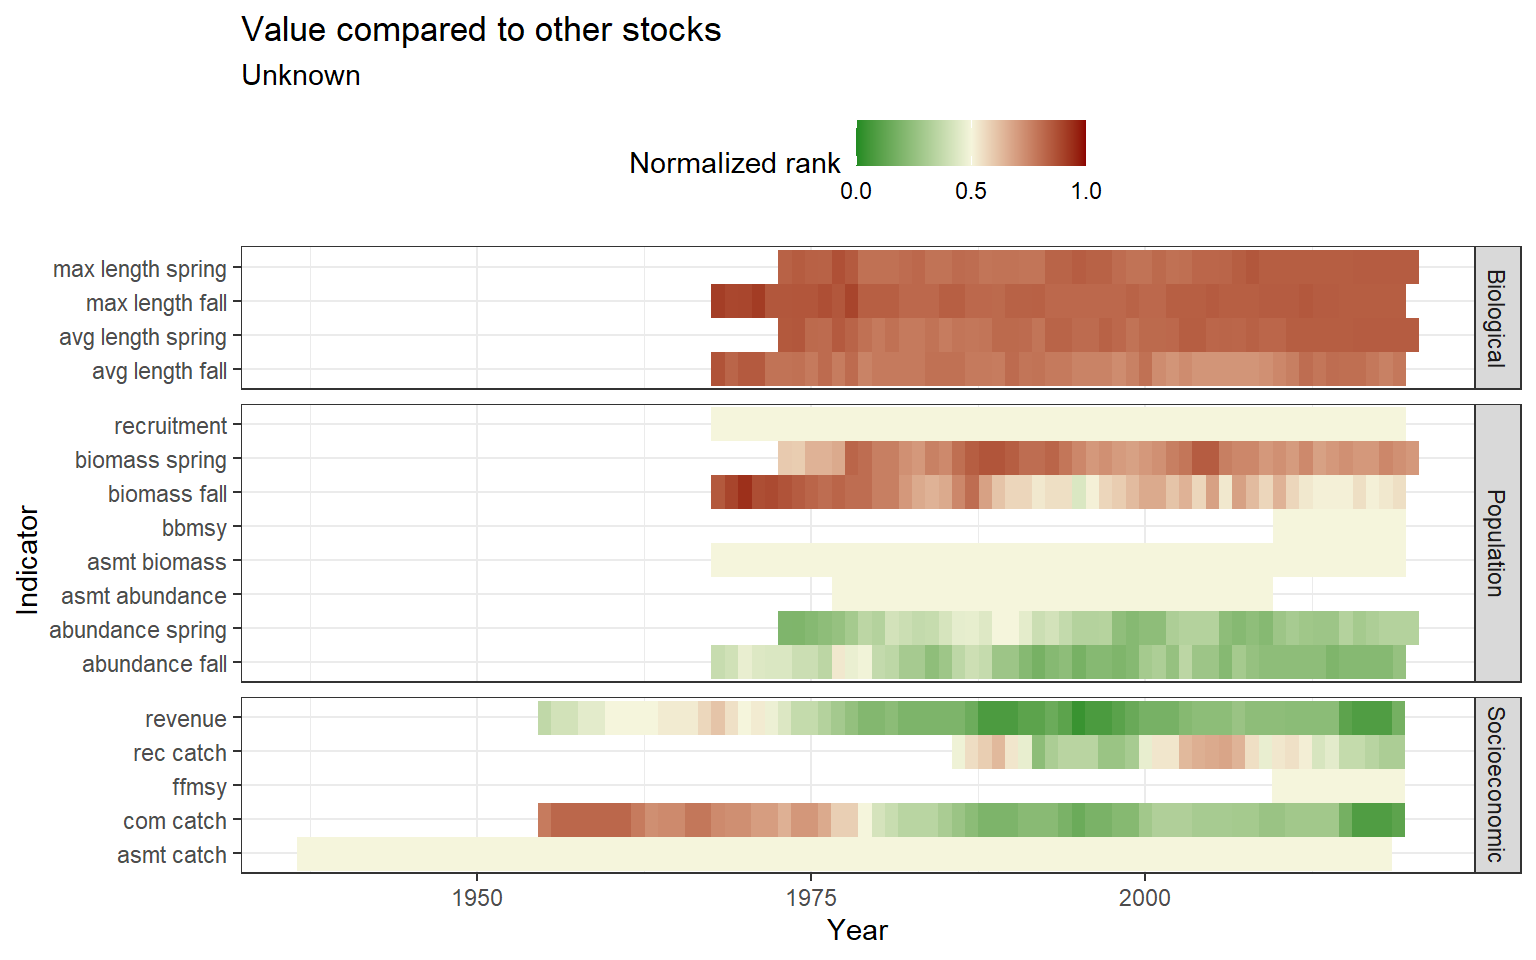 Value compared to other stocks
Unknown
Normalized rank
0.0 0.5 1.0
max length spring
max length fall
avg length spring
avg length fall
Biological
recruitment
biomass spring
biomass fall
bbmsy
asmt biomass
asmt abundance
abundance spring
abundance fall
Population
revenue
rec catch
ffmsy
com catch
asmt catch
Socioeconomic
Indicator
1950 1975 2000
Year